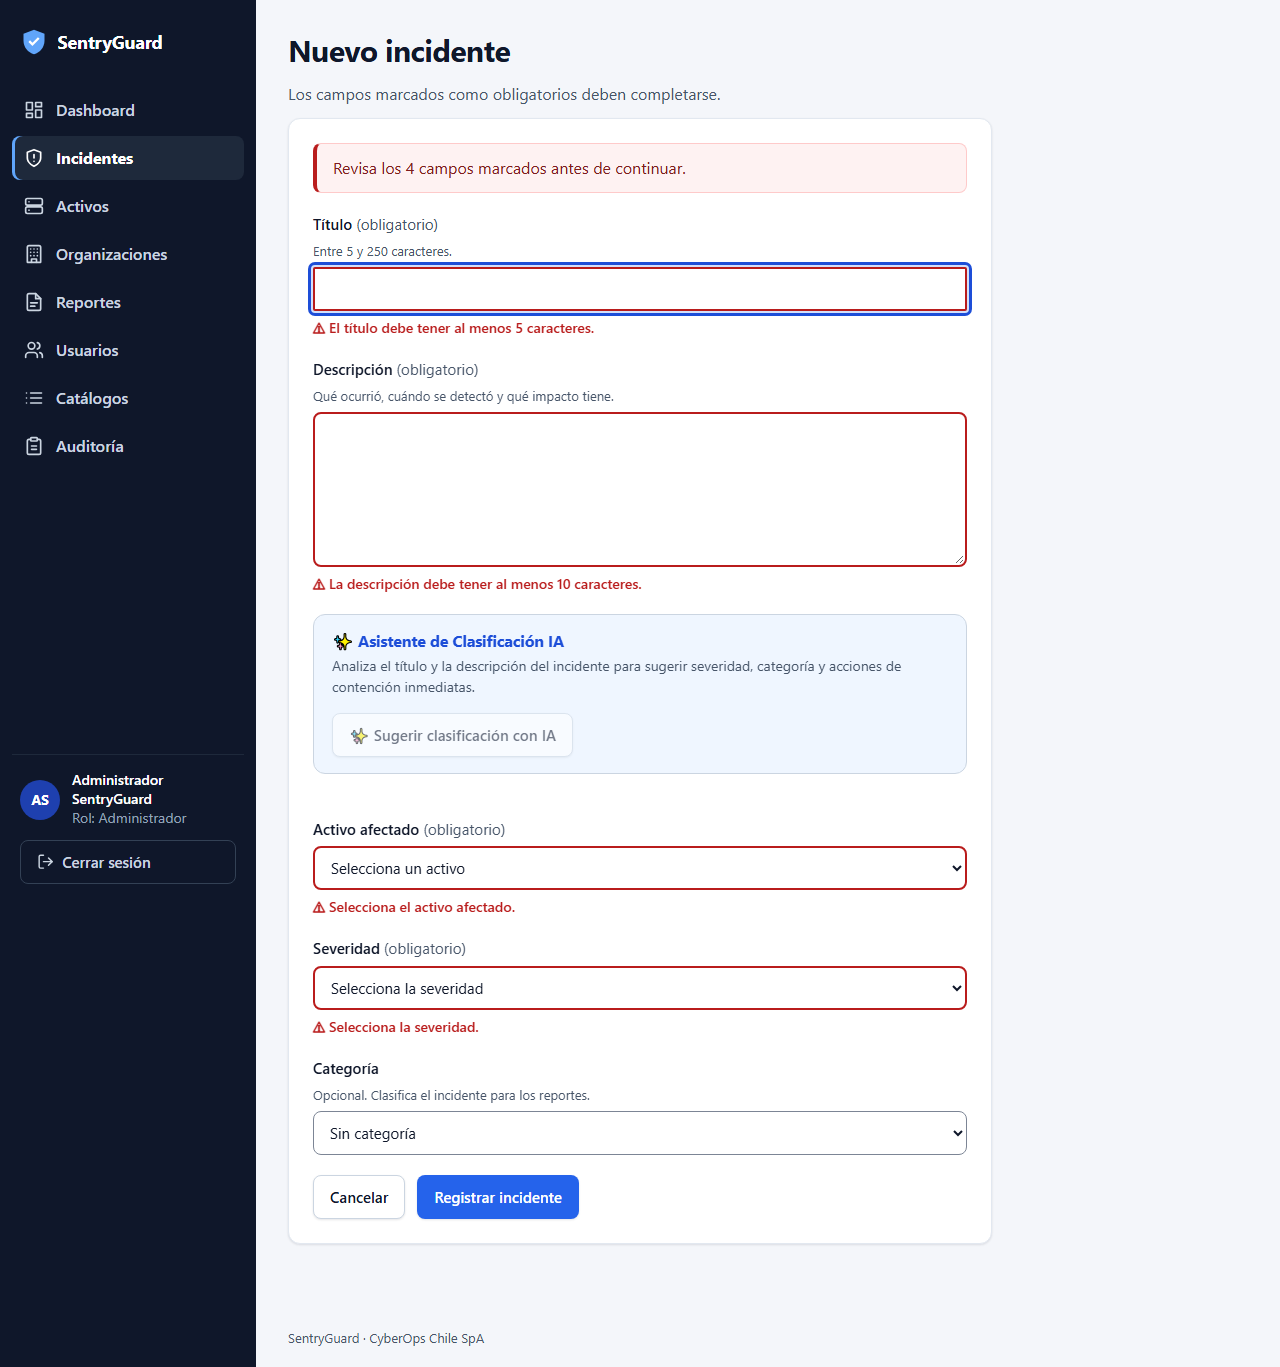 SentryGuard
Dashboard
Incidentes
Activos
Organizaciones
Reportes
Usuarios
Catálogos
Auditoría
AS
Administrador
SentryGuard
Rol: Administrador
Cerrar sesión
Nuevo incidente
Los campos marcados como obligatorios deben completarse.
Revisa los 4 campos marcados antes de continuar.
Título (obligatorio)
Entre 5 y 250 caracteres.
⚠ El título debe tener al menos 5 caracteres.
Descripción (obligatorio)
Qué ocurrió, cuándo se detectó y qué impacto tiene.
⚠ La descripción debe tener al menos 10 caracteres.
✨ Asistente de Clasificación IA
Analiza el título y la descripción del incidente para sugerir severidad, categoría y acciones de
contención inmediatas.
✨ Sugerir clasificación con IA
Activo afectado (obligatorio)
Selecciona un activo
⚠ Selecciona el activo afectado.
Severidad (obligatorio)
Selecciona la severidad
⚠ Selecciona la severidad.
Categoría
Opcional. Clasifica el incidente para los reportes.
Sin categoría
Cancelar
Registrar incidente
SentryGuard · CyberOps Chile SpA